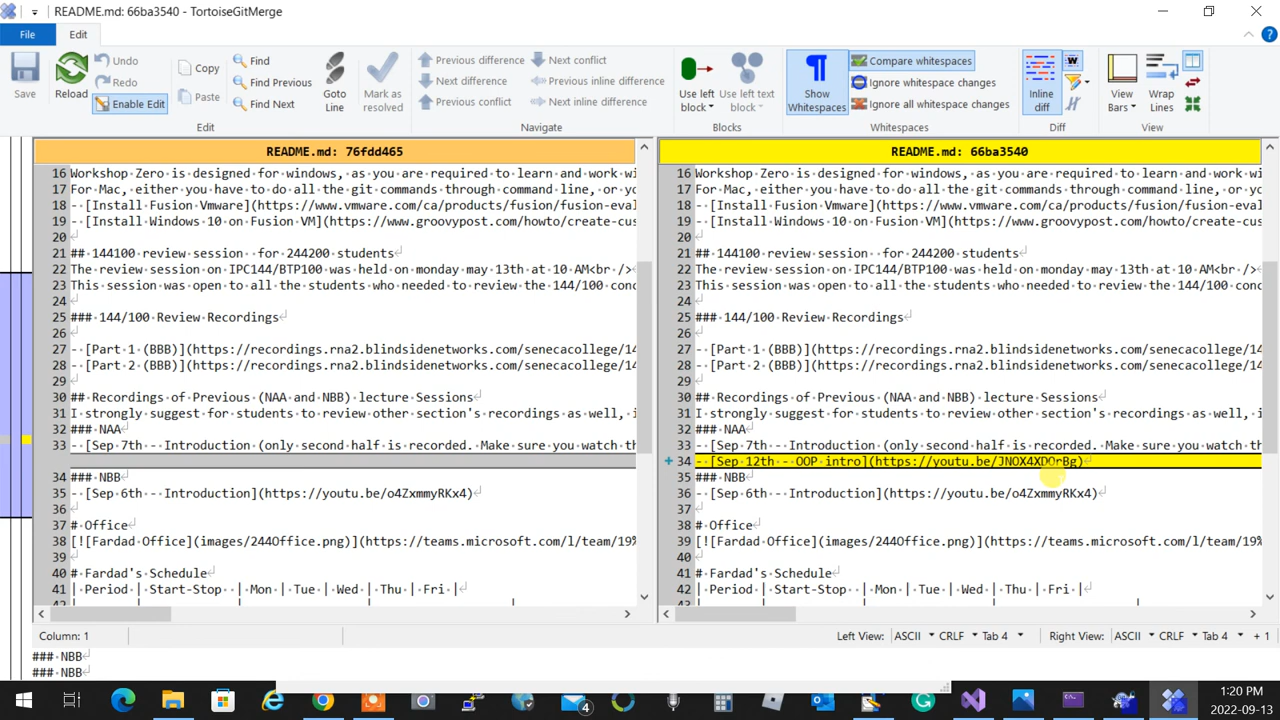 README.md: 66ba3540 - TortoiseGitMerge
File Edit
Save
Reload
Undo
Redo
Enable Edit
Copy
Paste
Find
Find Previous
Find Next
Edit
Goto Line
Mark as resolved
Previous difference
Next difference
Previous conflict
Next conflict
Previous inline difference
Next inline difference
Navigate
Use left block
Use left text block
Blocks
Show Whitespaces
Compare whitespaces
Ignore whitespace changes
Ignore all whitespace changes
Whitespaces
Inline diff
Diff
View Bars
Wrap Lines
View
README.md: 76fdd465
16 Workshop Zero is designed for windows, as you are required to learn and work wi
17 For Mac, either you have to do all the git commands through command line, or yo
18 - [Install Fusion Vmware](https://www.vmware.com/ca/products/fusion/fusion-eval
19 - [Install Windows 10 on Fusion VM](https://www.groovypost.com/howto/create-cus
20
21 ## 144100 review session  for 244200 students
22 The review session on IPC144/BTP100 was held on monday may 13th at 10 AM<br />
23 This session was open to all the students who needed to review the 144/100 conc
24
25 ### 144/100 Review Recordings
26
27 - [Part 1 (BBB)](https://recordings.rna2.blindsidenetworks.com/senecacollege/14
28 - [Part 2 (BBB)](https://recordings.rna2.blindsidenetworks.com/senecacollege/14
29
30 ## Recordings of Previous (NAA and NBB) lecture Sessions
31 I strongly suggest for students to review other section's recordings as well, i
32 ### NAA
33 - [Sep 7th -- Introduction (only second half is recorded. Make sure you watch th
34 ### NBB
35 - [Sep 6th -- Introduction](https://youtu.be/o4ZxmmyRKx4)
36
37 # Office
38 [![Fardad Office](images/244Office.png)](https://teams.microsoft.com/l/team/19%
39
40 # Fardad's Schedule
41 | Period | Start-Stop  | Mon | Tue | Wed | Thu | Fri |
README.md: 66ba3540
16 Workshop Zero is designed for windows, as you are required to learn and work wi
17 For Mac, either you have to do all the git commands through command line, or yo
18 - [Install Fusion Vmware](https://www.vmware.com/ca/products/fusion/fusion-eval
19 - [Install Windows 10 on Fusion VM](https://www.groovypost.com/howto/create-cus
20
21 ## 144100 review session  for 244200 students
22 The review session on IPC144/BTP100 was held on monday may 13th at 10 AM<br />
23 This session was open to all the students who needed to review the 144/100 conc
24
25 ### 144/100 Review Recordings
26
27 - [Part 1 (BBB)](https://recordings.rna2.blindsidenetworks.com/senecacollege/14
28 - [Part 2 (BBB)](https://recordings.rna2.blindsidenetworks.com/senecacollege/14
29
30 ## Recordings of Previous (NAA and NBB) lecture Sessions
31 I strongly suggest for students to review other section's recordings as well, i
32 ### NAA
33 - [Sep 7th -- Introduction (only second half is recorded. Make sure you watch th
34 - [Sep 12th -- OOP intro](https://youtu.be/JNOX4XDQrBg)
35 ### NBB
36 - [Sep 6th -- Introduction](https://youtu.be/o4ZxmmyRKx4)
37
38 # Office
39 [![Fardad Office](images/244Office.png)](https://teams.microsoft.com/l/team/19%
40
41 # Fardad's Schedule
42 | Period | Start-Stop  | Mon | Tue | Wed | Thu | Fri |
Column: 1
Left View: ASCII CRLF Tab 4
Right View: ASCII CRLF Tab 4 + 1
### NBB
### NBB
4
1:20 PM
2022-09-13